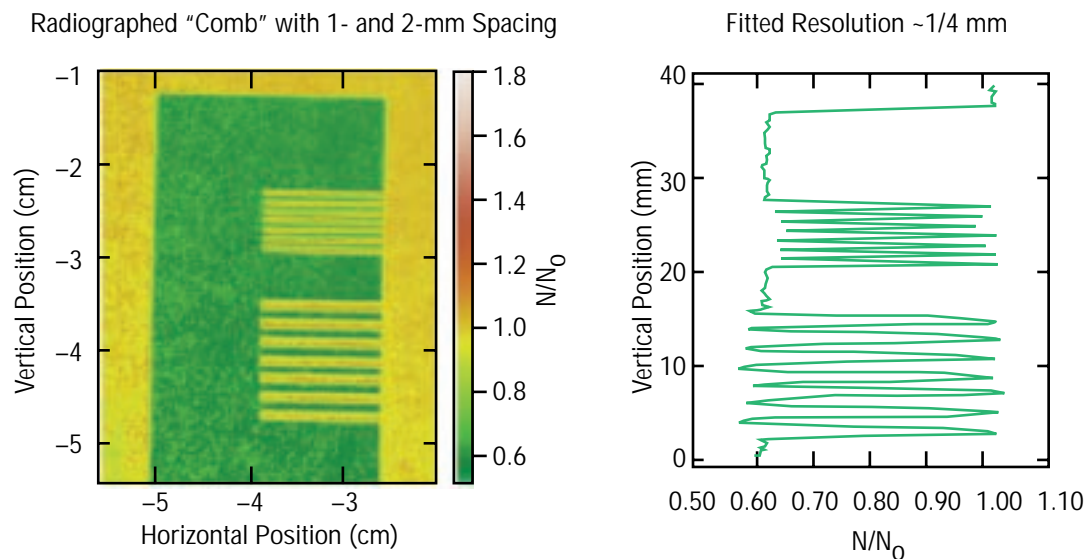 Radiographed “Comb” with 1- and 2-mm Spacing
Fitted Resolution ~1/4 mm
–1
–2
–3
–4
–5
Vertical Position (cm)
–5
–4
–3
Horizontal Position (cm)
1.8
1.6
1.4
1.2
1.0
0.8
0.6
N/N0
40
30
20
10
0
Vertical Position (mm)
0.50 0.60 0.70 0.80 0.90 1.00 1.10
N/N0